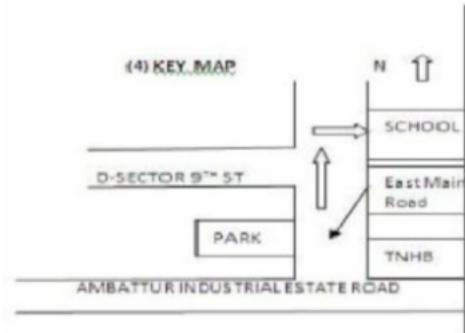 (4) KEY MAP
N
SCHOOL
D-SECTOR 9TH ST
East Main
Road
PARK
TNHB
AMBATTUR INDUSTRIAL ESTATE ROAD